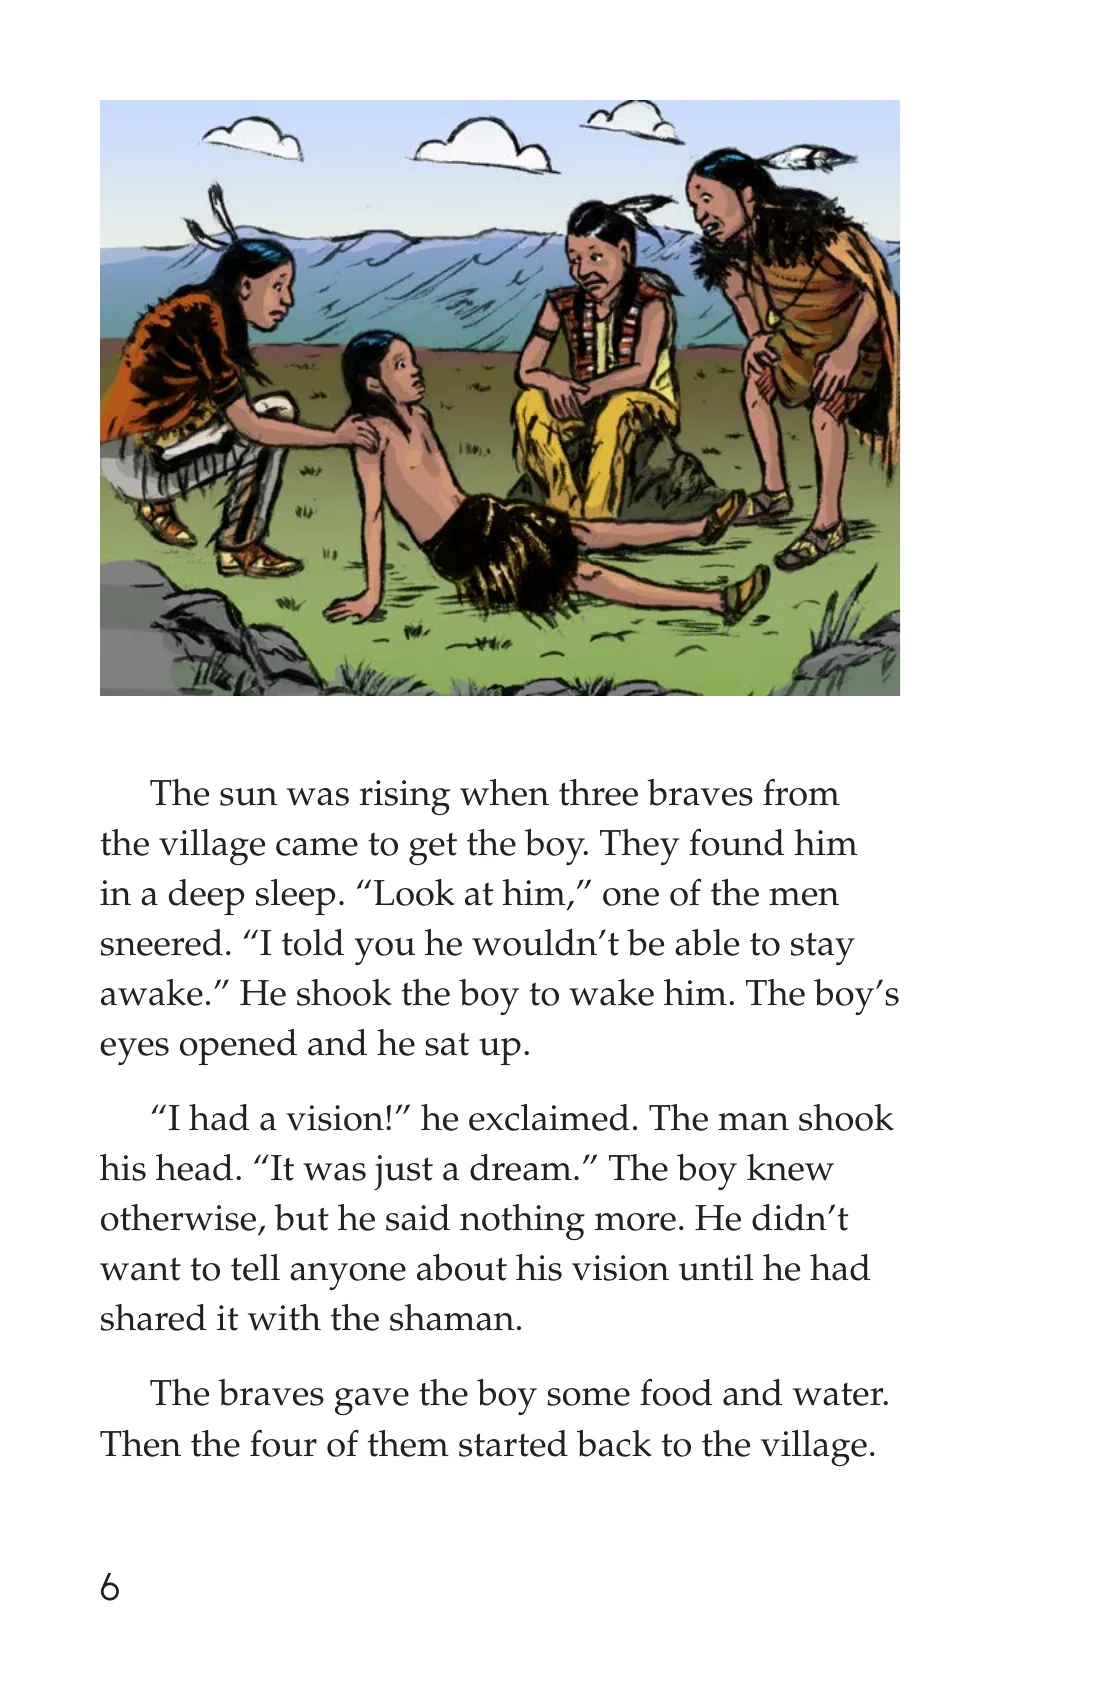 The sun was rising when three braves from
the village came to get the boy. They found him
in a deep sleep. “Look at him,” one of the men
sneered. “I told you he wouldn’t be able to stay
awake.” He shook the boy to wake him. The boy’s
eyes opened and he sat up.
“I had a vision!” he exclaimed. The man shook
his head. “It was just a dream.” The boy knew
otherwise, but he said nothing more. He didn’t
want to tell anyone about his vision until he had
shared it with the shaman.
The braves gave the boy some food and water.
Then the four of them started back to the village.
6